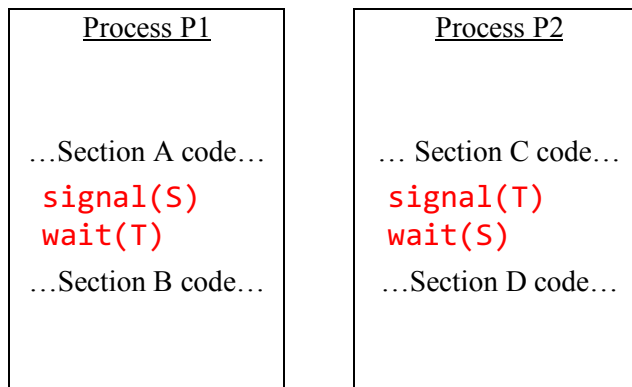 Process P1
…Section A code…
signal(S)
wait(T)
…Section B code…
Process P2
… Section C code…
signal(T)
wait(S)
…Section D code…